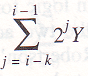 i − 1
∑ 2^j Y
j = i − k